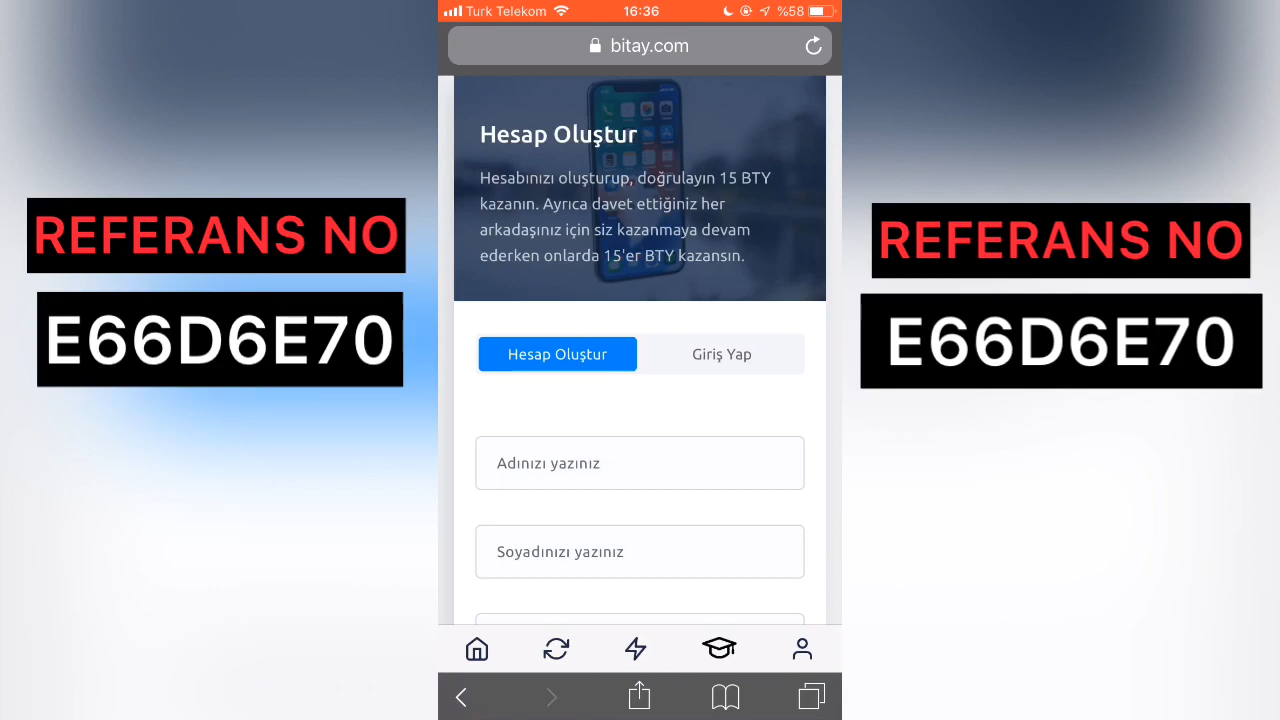 Turk Telekom 16:36 %58
bitay.com
Hesap Oluştur
Hesabınızı oluşturup, doğrulayın 15 BTY
kazanın. Ayrıca davet ettiğiniz her
arkadaşınız için siz kazanmaya devam
ederken onlarda 15'er BTY kazansın.
Hesap Oluştur Giriş Yap
Adınızı yazınız
Soyadınızı yazınız
REFERANS NO
E66D6E70
REFERANS NO
E66D6E70